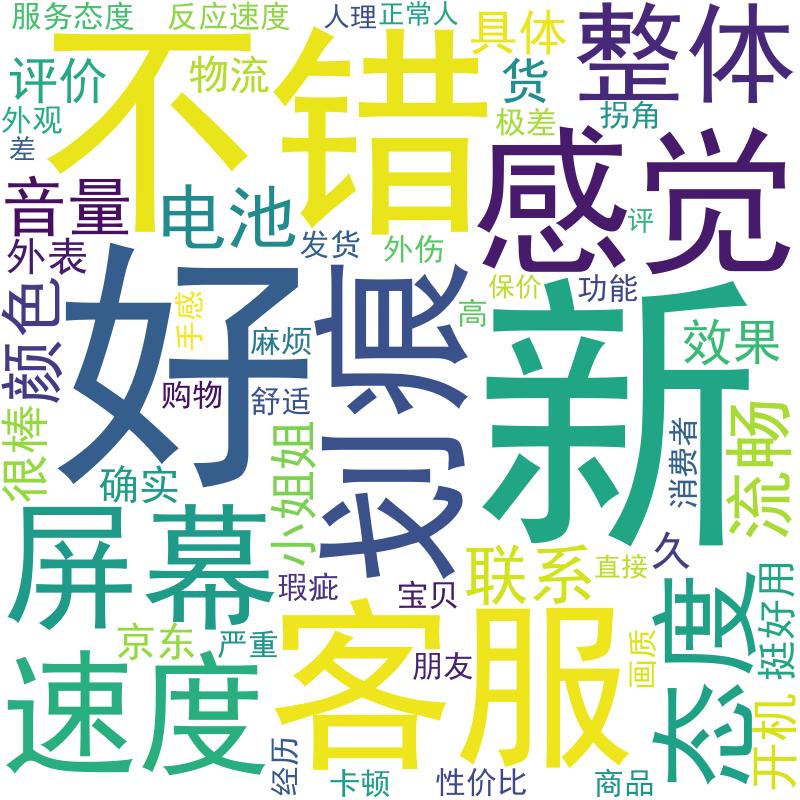 服务态度
反应速度
人理
正常人
具体
整体
不错
评价
物流
货
外观
极差
拐角
差
感觉
音量
电池
评
外表
发货
外伤
好
划痕
新
保价
功能
颜色
手感
高
麻烦
效果
购物
舒适
很棒
小姐姐
消费者
流畅
确实
屏幕
联系
直接
久
瑕疵
宝贝
态度
挺好用
京东
严重
客服
朋友
画质
速度
开机
经历
卡顿
性价比
商品